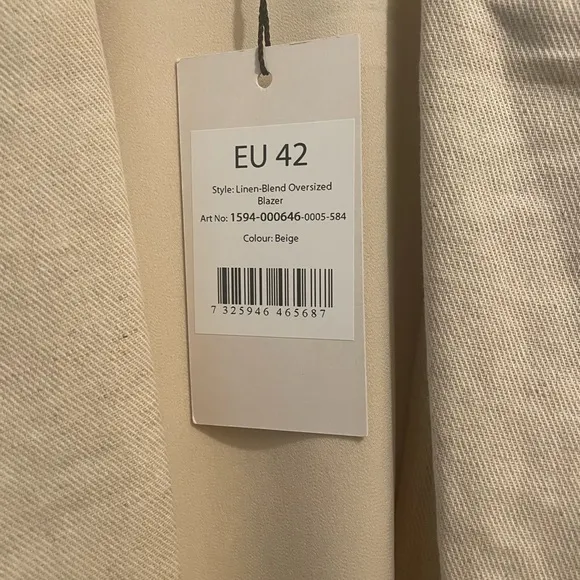 EU 42
Style: Linen-Blend Oversized
Blazer
Art No: 1594-000646-0005-584
Colour: Beige
7 325946 465687